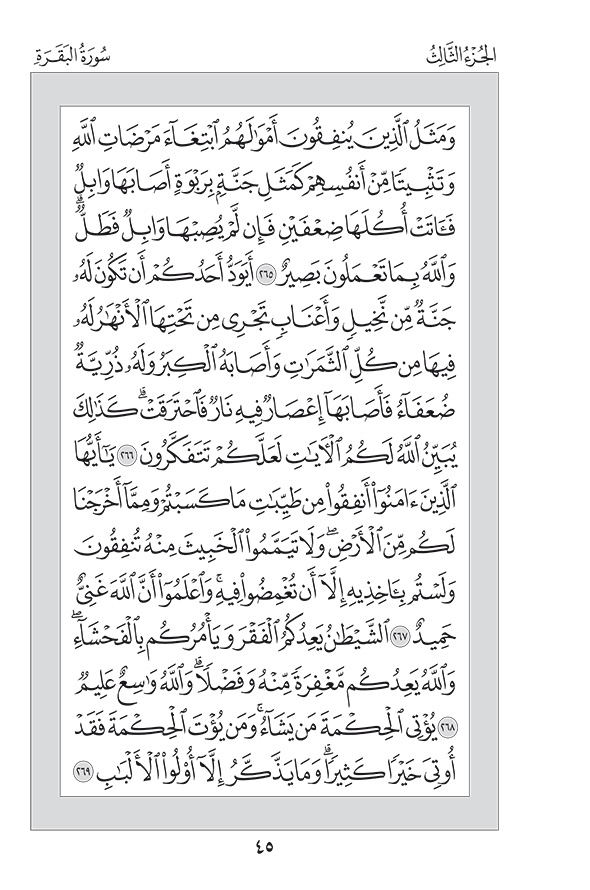 الجُزْءُ الثَّالِثُ
سُورَةُ البَقَرَةِ
وَمَثَلُ ٱلَّذِينَ يُنفِقُونَ أَمْوَٰلَهُمُ ٱبْتِغَآءَ مَرْضَاتِ ٱللَّهِ
وَتَثْبِيتًا مِّنْ أَنفُسِهِمْ كَمَثَلِ جَنَّةٍۭ بِرَبْوَةٍ أَصَابَهَا وَابِلٌ
فَـَٔاتَتْ أُكُلَهَا ضِعْفَيْنِ فَإِن لَّمْ يُصِبْهَا وَابِلٌ فَطَلٌّ ۗ
وَٱللَّهُ بِمَا تَعْمَلُونَ بَصِيرٌ ٢٦٥ أَيَوَدُّ أَحَدُكُمْ أَن تَكُونَ لَهُۥ
جَنَّةٌ مِّن نَّخِيلٍ وَأَعْنَابٍ تَجْرِى مِن تَحْتِهَا ٱلْأَنْهَٰرُ لَهُۥ
فِيهَا مِن كُلِّ ٱلثَّمَرَٰتِ وَأَصَابَهُ ٱلْكِبَرُ وَلَهُۥ ذُرِّيَّةٌ
ضُعَفَآءُ فَأَصَابَهَآ إِعْصَارٌ فِيهِ نَارٌ فَٱحْتَرَقَتْ ۗ كَذَٰلِكَ
يُبَيِّنُ ٱللَّهُ لَكُمُ ٱلْـَٔايَٰتِ لَعَلَّكُمْ تَتَفَكَّرُونَ ٢٦٦ يَٰٓأَيُّهَا
ٱلَّذِينَ ءَامَنُوٓا۟ أَنفِقُوا۟ مِن طَيِّبَٰتِ مَا كَسَبْتُمْ وَمِمَّآ أَخْرَجْنَا
لَكُم مِّنَ ٱلْأَرْضِ ۖ وَلَا تَيَمَّمُوا۟ ٱلْخَبِيثَ مِنْهُ تُنفِقُونَ
وَلَسْتُم بِـَٔاخِذِيهِ إِلَّآ أَن تُغْمِضُوا۟ فِيهِ ۚ وَٱعْلَمُوٓا۟ أَنَّ ٱللَّهَ غَنِىٌّ
حَمِيدٌ ٢٦٧ ٱلشَّيْطَٰنُ يَعِدُكُمُ ٱلْفَقْرَ وَيَأْمُرُكُم بِٱلْفَحْشَآءِ ۖ
وَٱللَّهُ يَعِدُكُم مَّغْفِرَةً مِّنْهُ وَفَضْلًا ۗ وَٱللَّهُ وَٰسِعٌ عَلِيمٌ
٢٦٨ يُؤْتِى ٱلْحِكْمَةَ مَن يَشَآءُ ۚ وَمَن يُؤْتَ ٱلْحِكْمَةَ فَقَدْ
أُوتِىَ خَيْرًا كَثِيرًا ۗ وَمَا يَذَّكَّرُ إِلَّآ أُو۟لُوا۟ ٱلْأَلْبَٰبِ ٢٦٩
٤٥